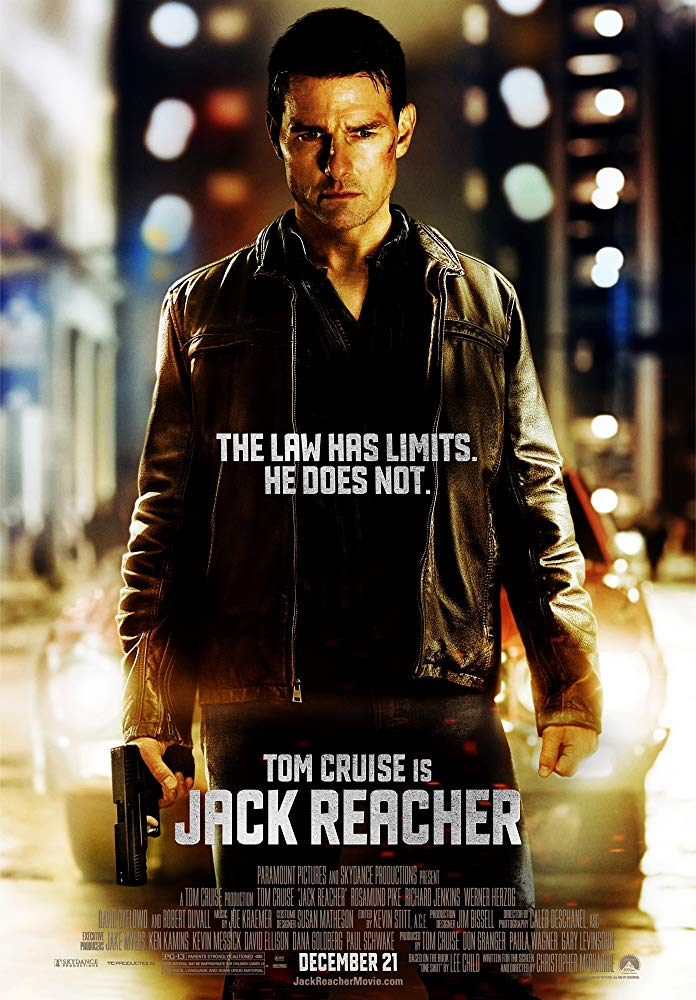 THE LAW HAS LIMITS.
HE DOES NOT.
TOM CRUISE IS
JACK REACHER
PARAMOUNT PICTURES AND SKYDANCE PRODUCTIONS PRESENT
A TOM CRUISE PRODUCTION TOM CRUISE "JACK REACHER" ROSAMUND PIKE RICHARD JENKINS WERNER HERZOG
DAVID OYELOWO AND ROBERT DUVALL MUSIC BY JOE KRAEMER COSTUME DESIGNER SUSAN MATHESON EDITED BY KEVIN STITT, A.C.E. PRODUCTION DESIGNER JIM BISSELL DIRECTOR OF PHOTOGRAPHY CALEB DESCHANEL, ASC
EXECUTIVE PRODUCERS JAKE MYERS KEN KAMINS KEVIN MESSICK DAVID ELLISON DANA GOLDBERG PAUL SCHWAKE PRODUCED BY TOM CRUISE DON GRANGER PAULA WAGNER GARY LEVINSOHN
SKYDANCE PRODUCTIONS TC PRODUCTIONS PG-13 PARENTS STRONGLY CAUTIONED DECEMBER 21 BASED ON THE BOOK "ONE SHOT" BY LEE CHILD WRITTEN FOR THE SCREEN AND DIRECTED BY CHRISTOPHER MCQUARRIE
JackReacherMovie.com